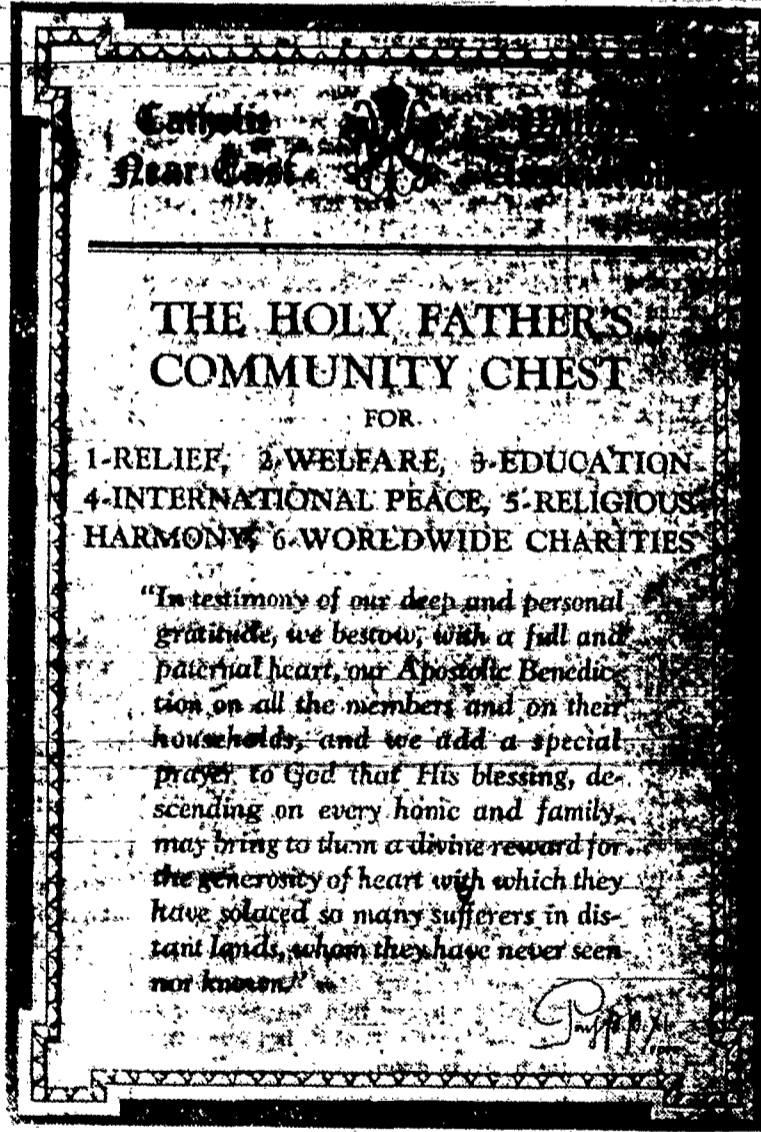 Catholic
Near East
THE HOLY FATHER'S
COMMUNITY CHEST
FOR
1-RELIEF, 2-WELFARE, 3-EDUCATION
4-INTERNATIONAL PEACE, 5-RELIGIOUS
HARMONY, 6-WORLDWIDE CHARITIES
"In testimony of our deep and personal
gratitude, we bestow, with a full and
paternal heart, our Apostolic Benedic-
tion on all the members and on their
households, and we add a special
prayer to God that His blessing, de-
scending on every home and family,
may bring to them a divine reward for
the generosity of heart with which they
have solaced so many sufferers in dis-
tant lands, whom they have never seen
nor known."